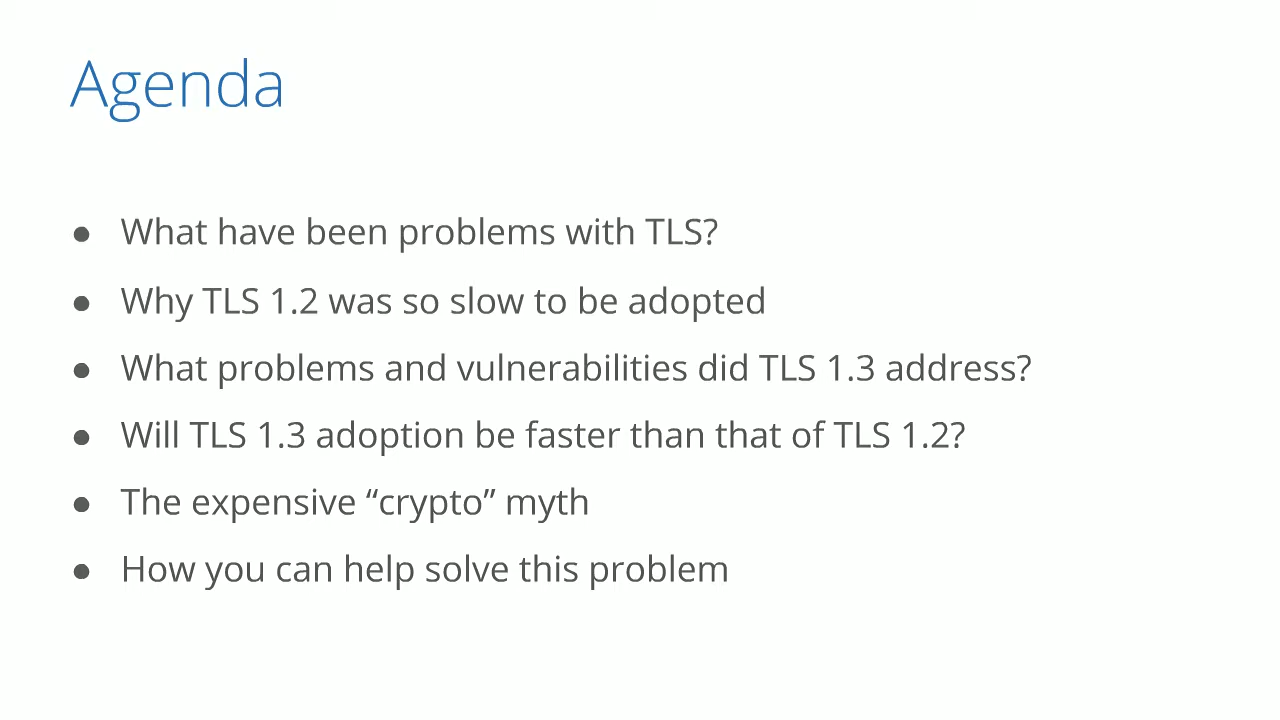 Agenda
● What have been problems with TLS?
● Why TLS 1.2 was so slow to be adopted
● What problems and vulnerabilities did TLS 1.3 address?
● Will TLS 1.3 adoption be faster than that of TLS 1.2?
● The expensive “crypto” myth
● How you can help solve this problem